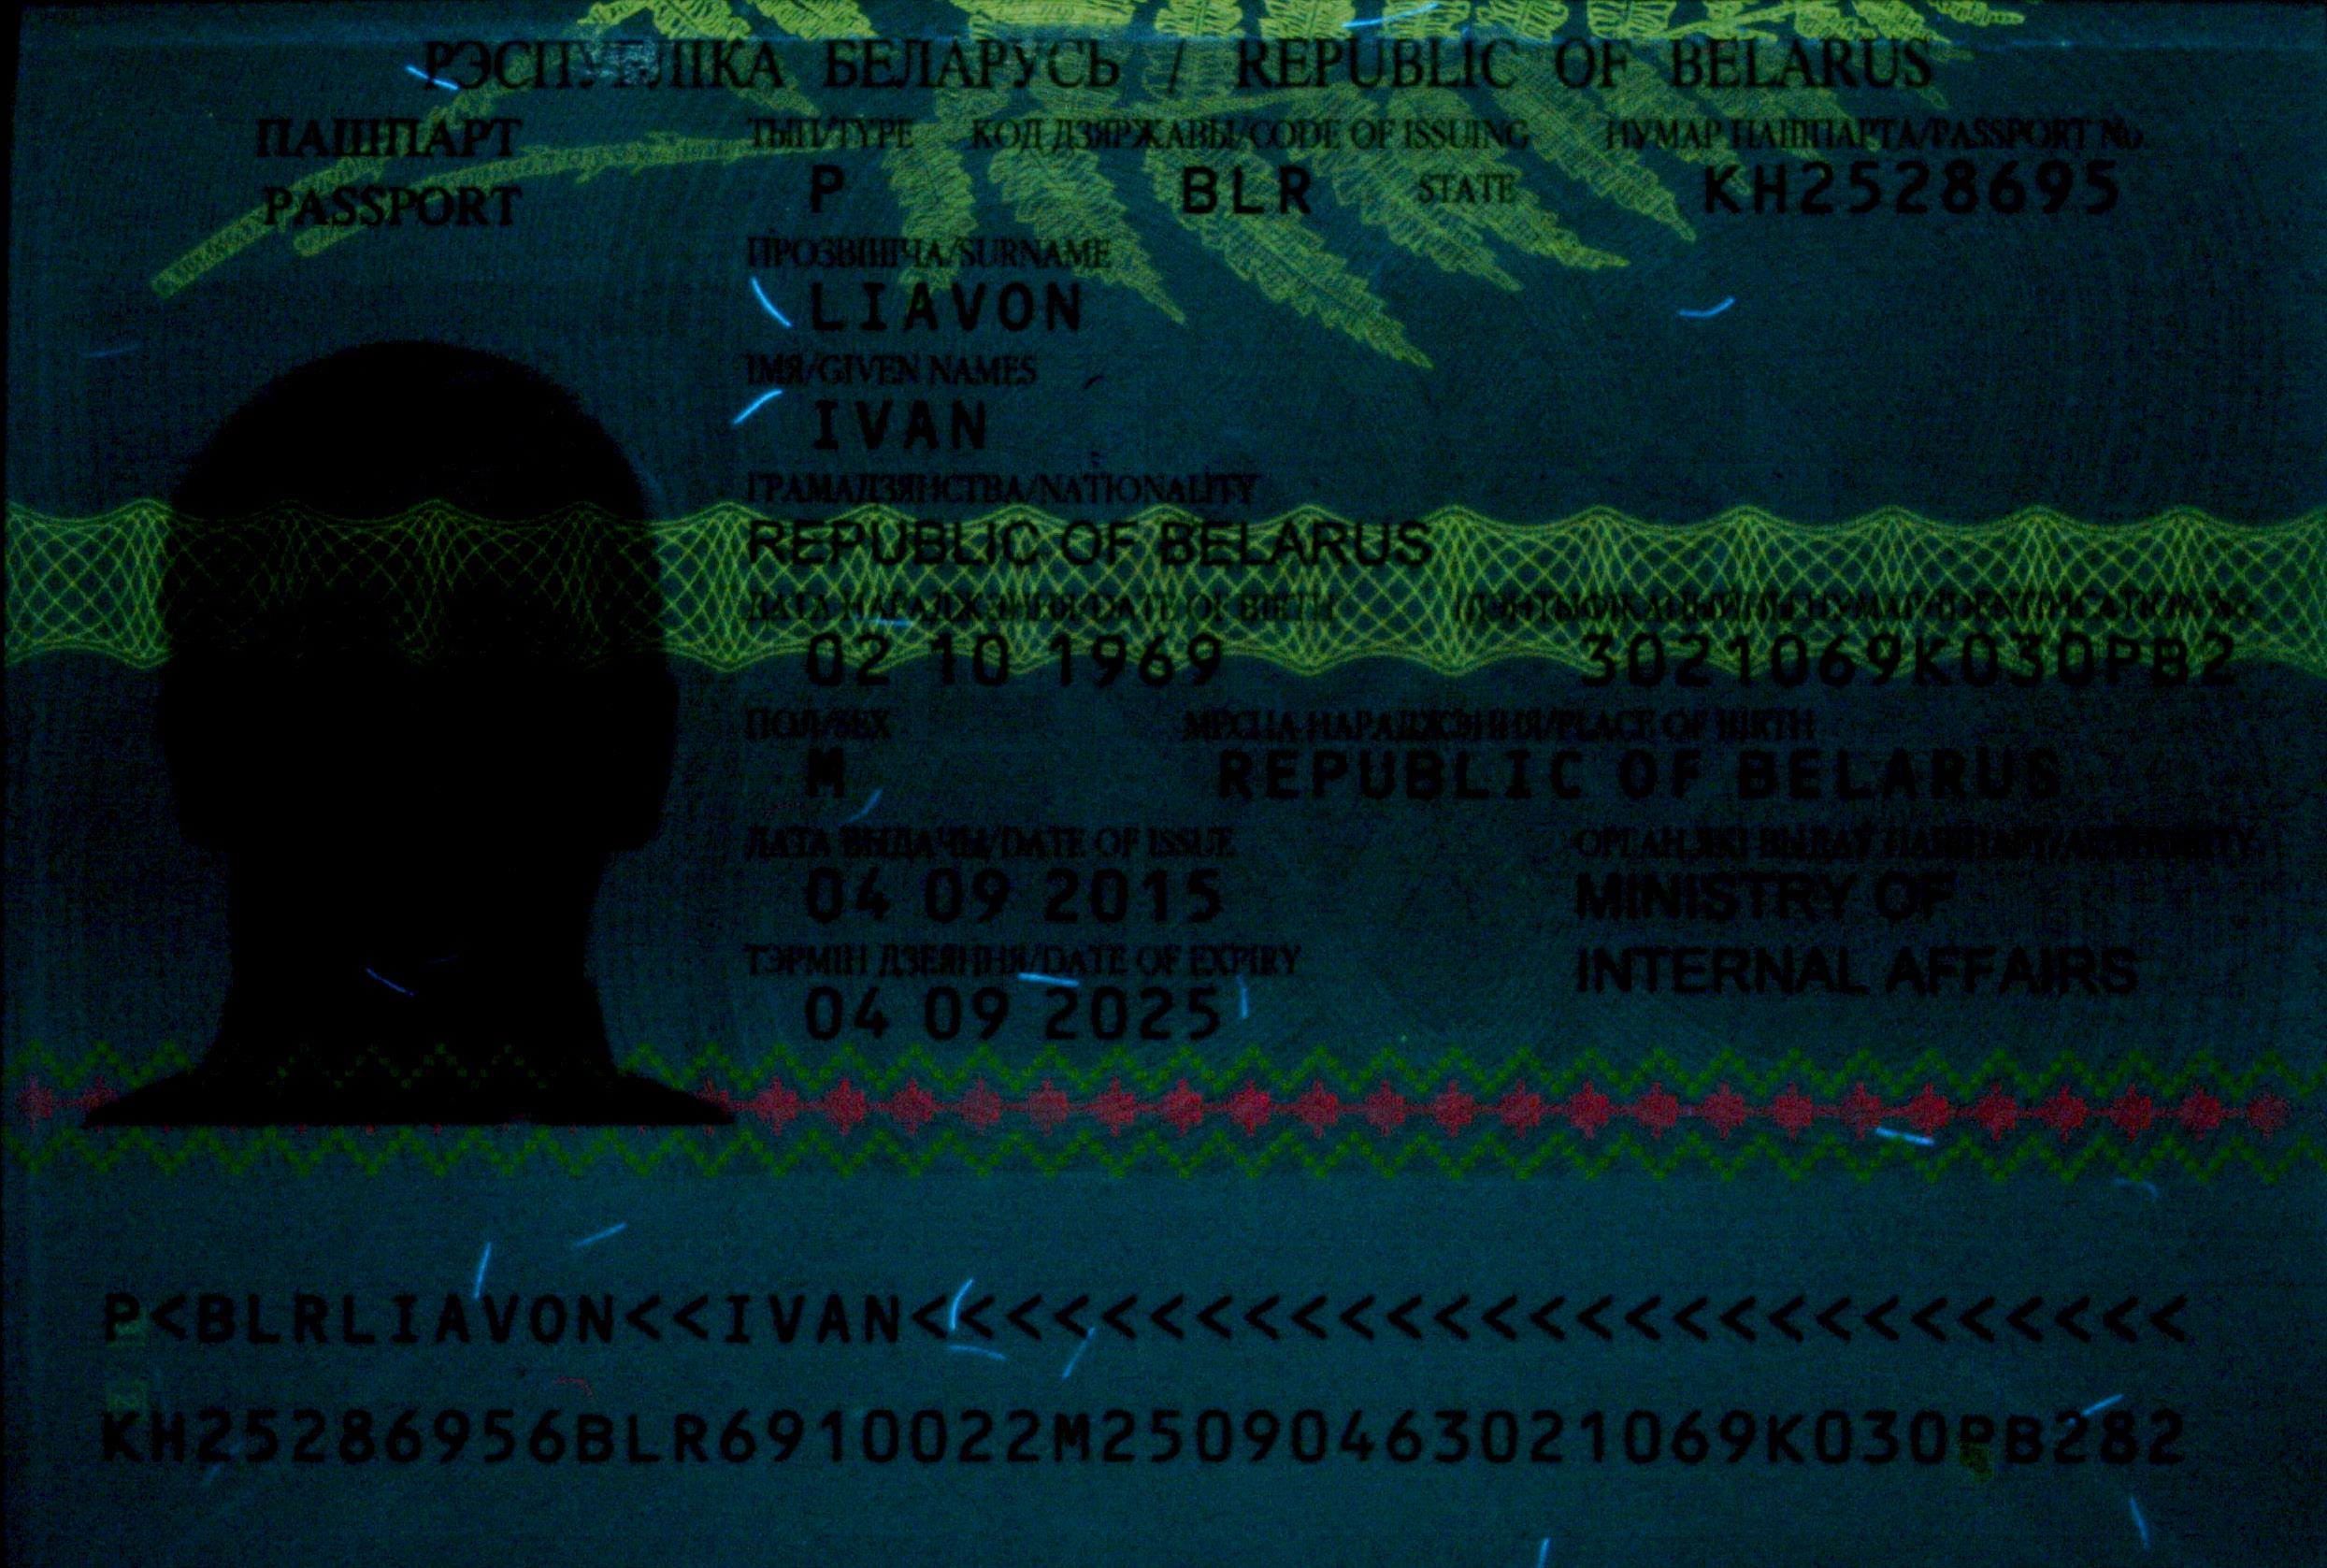 РЭСПУБЛІКА БЕЛАРУСЬ / REPUBLIC OF BELARUS
ПАШПАРТ
PASSPORT
ТЫП/TYPE КОД ДЗЯРЖАВЫ/CODE OF ISSUING STATE НУМАР ПАШПАРТА/PASSPORT No.
P BLR KH2528695
ПРОЗВІШЧА/SURNAME
LIAVON
ІМЯ/GIVEN NAMES
IVAN
ГРАМАДЗЯНСТВА/NATIONALITY
REPUBLIC OF BELARUS
ДАТА НАРАДЖЭННЯ/DATE OF BIRTH ІДЭНТЫФІКАЦЫЙНЫ НУМАР/IDENTIFICATION No.
02 10 1969 3021069K030PB2
ПОЛ/SEX МЕСЦА НАРАДЖЭННЯ/PLACE OF BIRTH
M REPUBLIC OF BELARUS
ДАТА ВЫДАЧЫ/DATE OF ISSUE ОРГАН, ЯКІ ВЫДАЎ ПАШПАРТ/AUTHORITY
04 09 2015 MINISTRY OF
INTERNAL AFFAIRS
ТЭРМІН ДЗЕЯННЯ/DATE OF EXPIRY
04 09 2025
P<BLRLIAVON<<IVAN<<<<<<<<<<<<<<<<<<<<<<<<<<<
KH25286956BLR6910022M25090463021069K030PB282